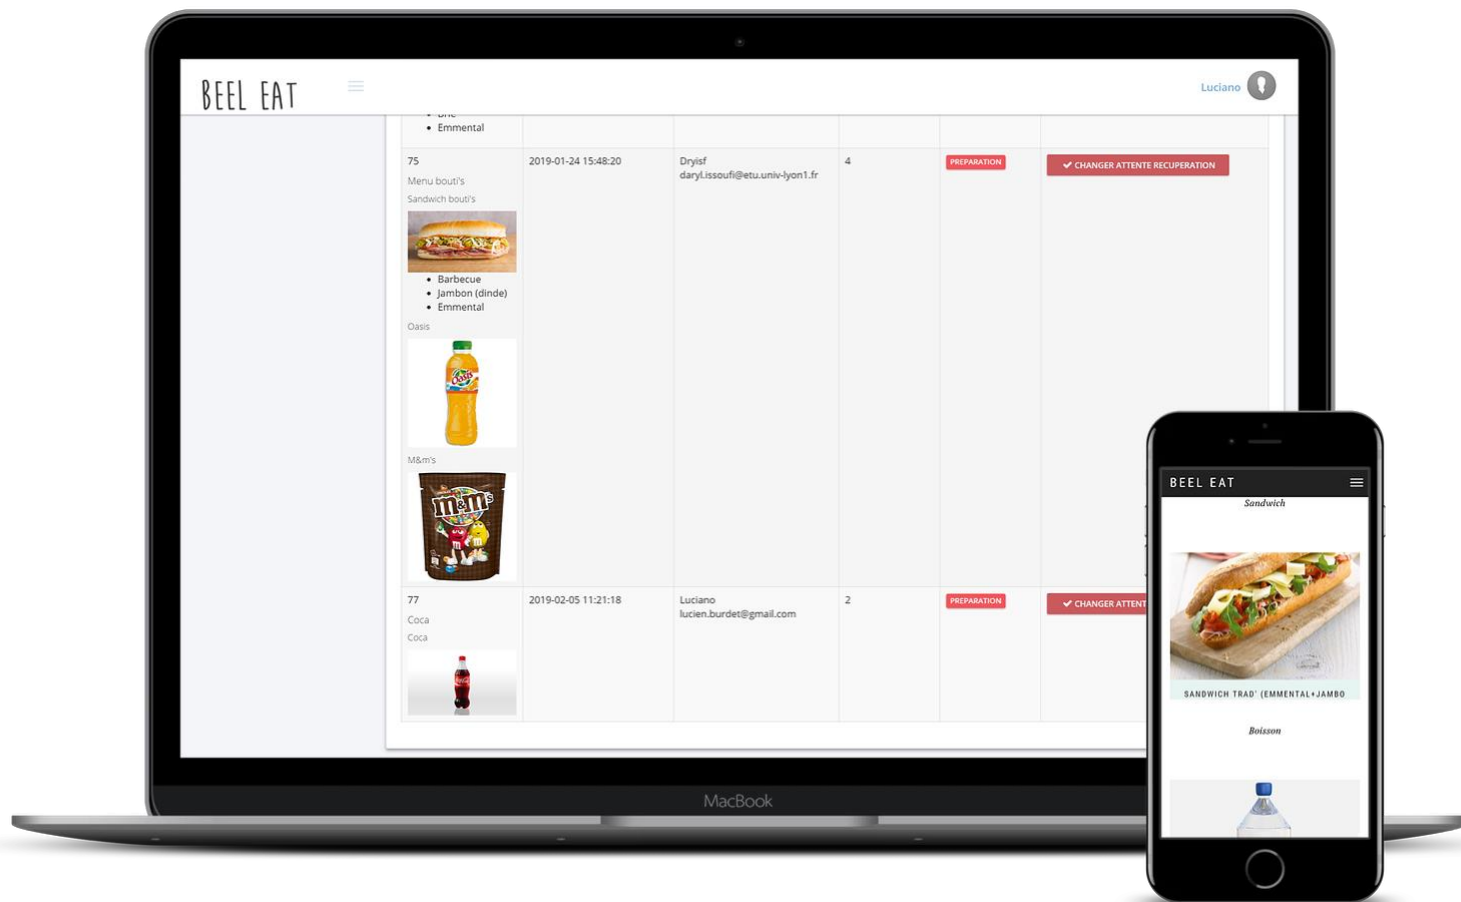 BEEL EAT
Luciano
Brie
Emmental
75
2019-01-24 15:48:20
Dryisf
daryl.issoufi@etu.univ-lyon1.fr
4
PREPARATION
CHANGER ATTENTE RECUPERATION
Menu bouti's
Sandwich bouti's
Barbecue
Jambon (dinde)
Emmental
Oasis
Oasis
M&m's
m&m's
77
2019-02-05 11:21:18
Luciano
lucien.burdet@gmail.com
2
PREPARATION
CHANGER ATTENT
Coca
Coca
MacBook
BEEL EAT
Sandwich
SANDWICH TRAD' (EMMENTAL+JAMBO
Boisson